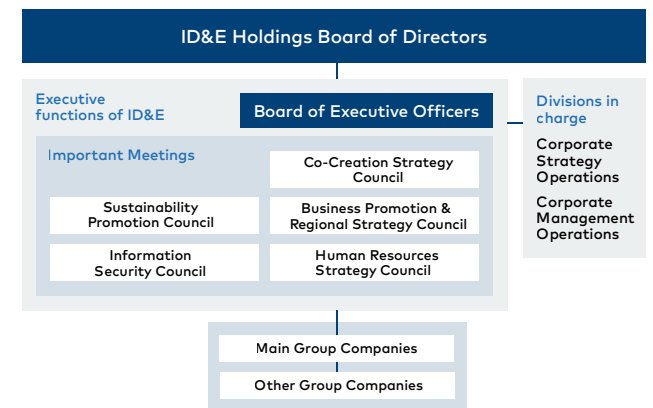 ID&E Holdings Board of Directors
Executive
functions of ID&E
Board of Executive Officers
Important Meetings
Co-Creation Strategy
Council
Sustainability
Promotion Council
Business Promotion &
Regional Strategy Council
Information
Security Council
Human Resources
Strategy Council
Divisions in
charge
Corporate
Strategy
Operations
Corporate
Management
Operations
Main Group Companies
Other Group Companies